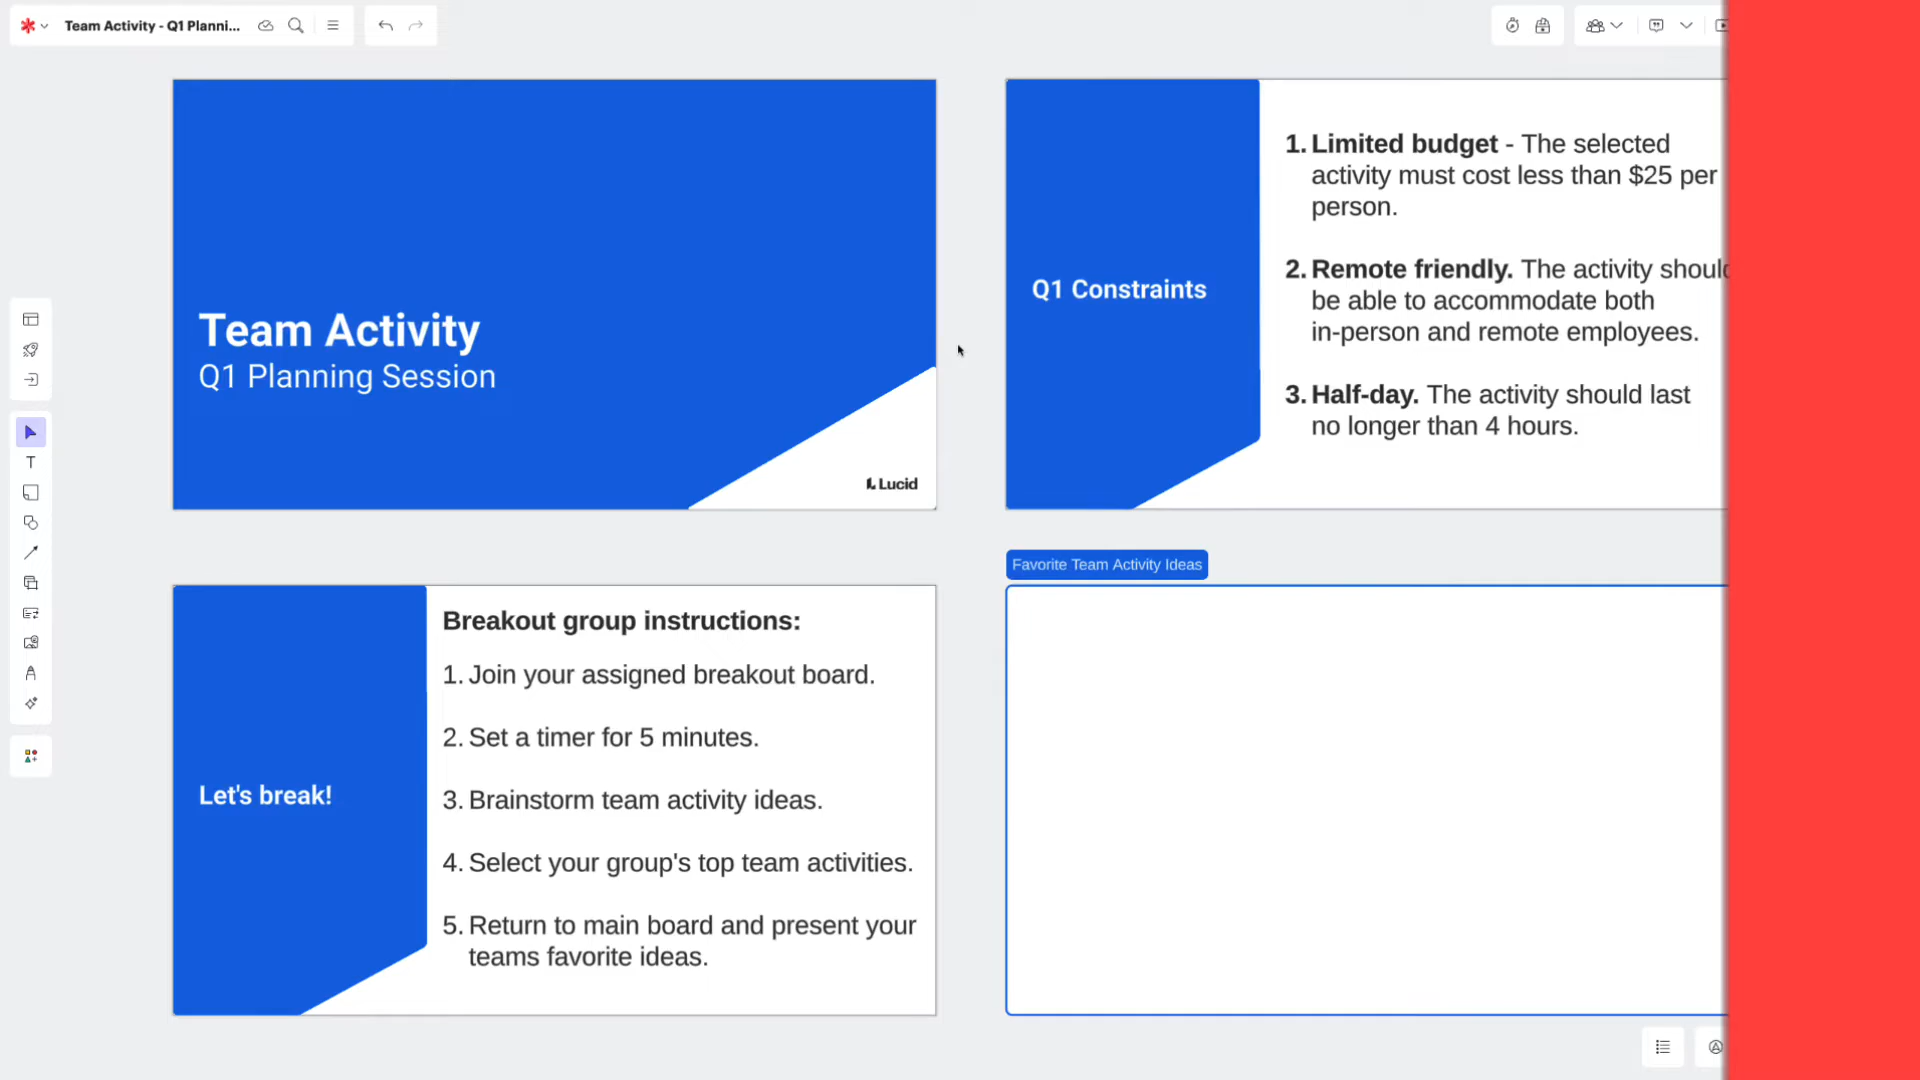 Team Activity - Q1 Planni...
Team Activity
Q1 Planning Session
Lucid
Q1 Constraints
1. Limited budget - The selected
activity must cost less than $25 per
person.
2. Remote friendly. The activity should
be able to accommodate both
in-person and remote employees.
3. Half-day. The activity should last
no longer than 4 hours.
Let's break!
Breakout group instructions:
1. Join your assigned breakout board.
2. Set a timer for 5 minutes.
3. Brainstorm team activity ideas.
4. Select your group's top team activities.
5. Return to main board and present your
teams favorite ideas.
Favorite Team Activity Ideas
T